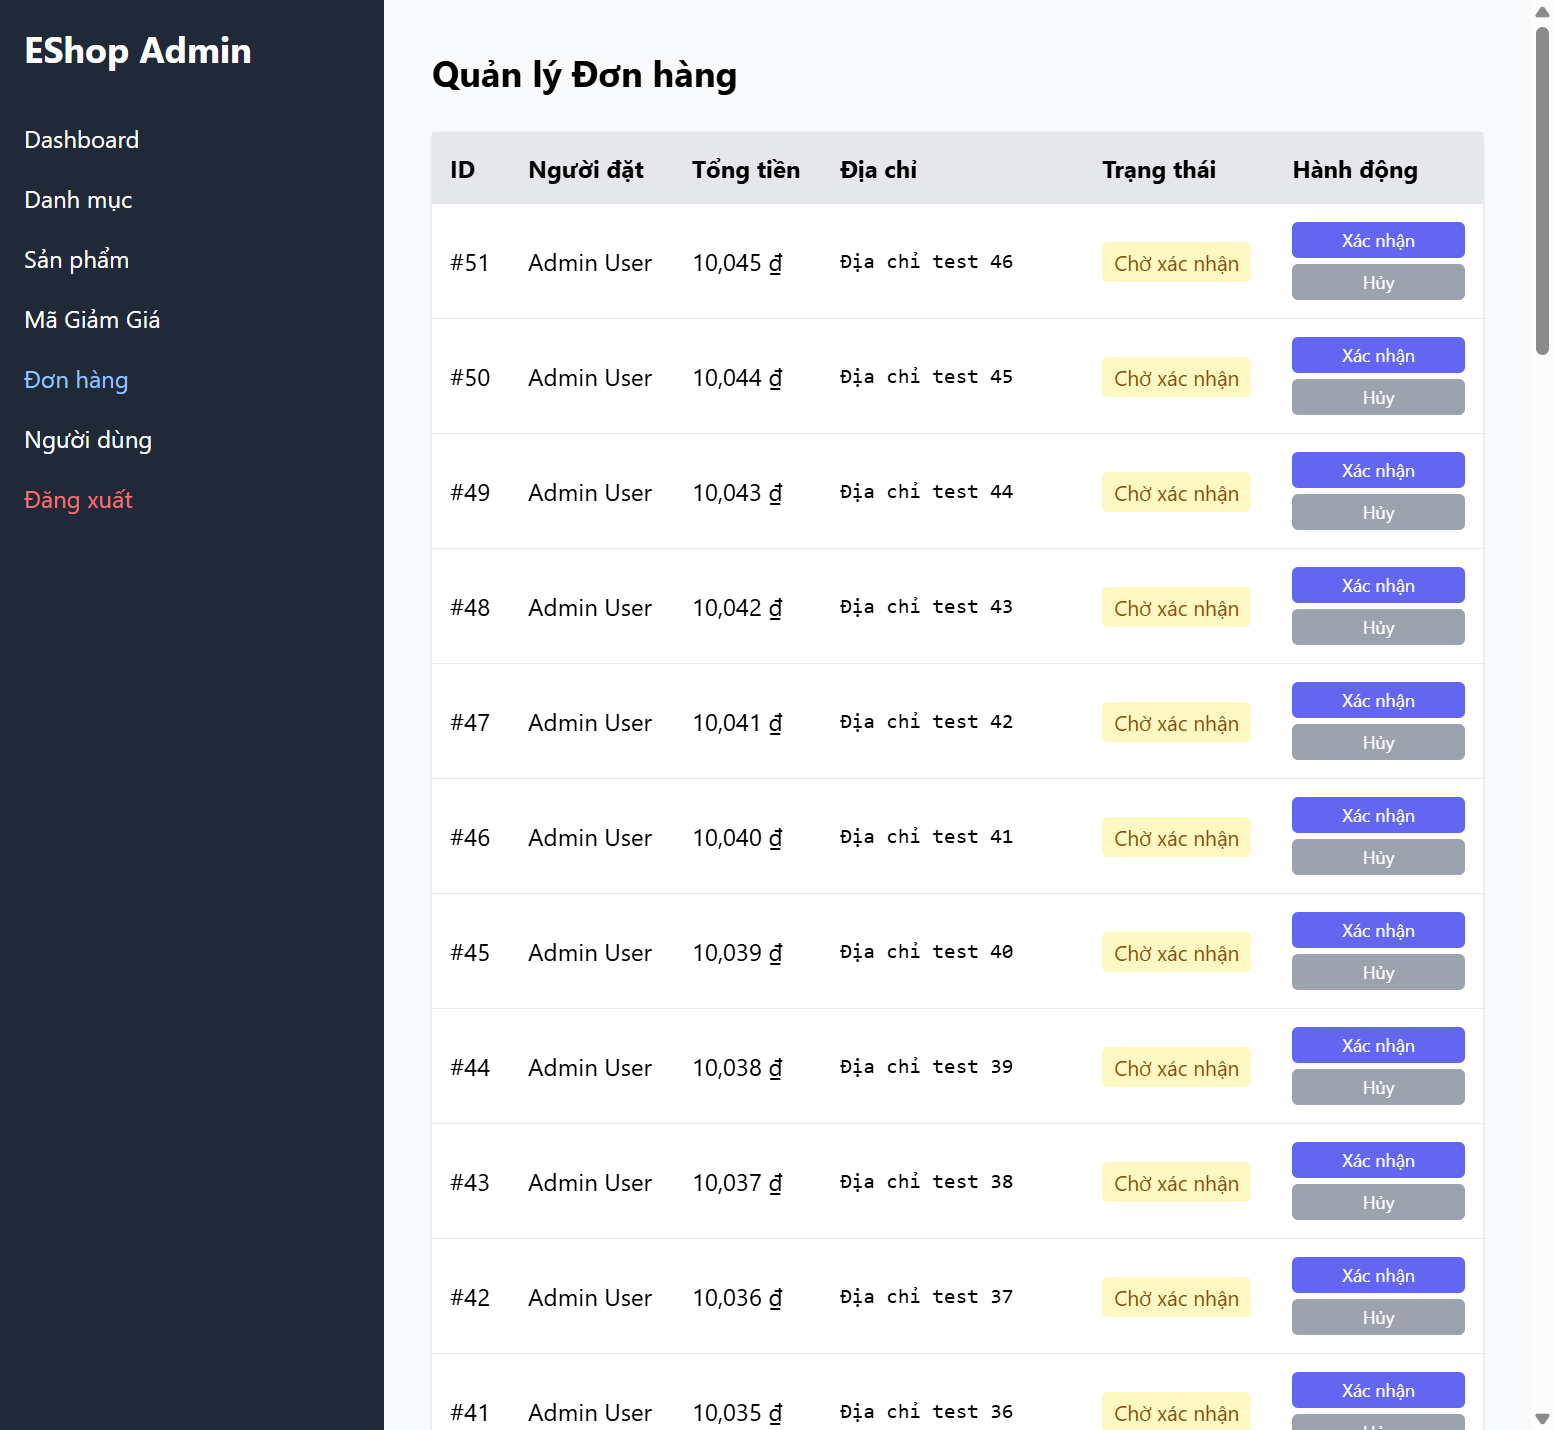 EShop Admin
Dashboard
Danh mục
Sản phẩm
Mã Giảm Giá
Đơn hàng
Người dùng
Đăng xuất
Quản lý Đơn hàng
ID Người đặt Tổng tiền Địa chỉ Trạng thái Hành động
#51 Admin User 10,045 ₫ Địa chỉ test 46 Chờ xác nhận Xác nhận
Hủy
#50 Admin User 10,044 ₫ Địa chỉ test 45 Chờ xác nhận Xác nhận
Hủy
#49 Admin User 10,043 ₫ Địa chỉ test 44 Chờ xác nhận Xác nhận
Hủy
#48 Admin User 10,042 ₫ Địa chỉ test 43 Chờ xác nhận Xác nhận
Hủy
#47 Admin User 10,041 ₫ Địa chỉ test 42 Chờ xác nhận Xác nhận
Hủy
#46 Admin User 10,040 ₫ Địa chỉ test 41 Chờ xác nhận Xác nhận
Hủy
#45 Admin User 10,039 ₫ Địa chỉ test 40 Chờ xác nhận Xác nhận
Hủy
#44 Admin User 10,038 ₫ Địa chỉ test 39 Chờ xác nhận Xác nhận
Hủy
#43 Admin User 10,037 ₫ Địa chỉ test 38 Chờ xác nhận Xác nhận
Hủy
#42 Admin User 10,036 ₫ Địa chỉ test 37 Chờ xác nhận Xác nhận
Hủy
#41 Admin User 10,035 ₫ Địa chỉ test 36 Chờ xác nhận Xác nhận